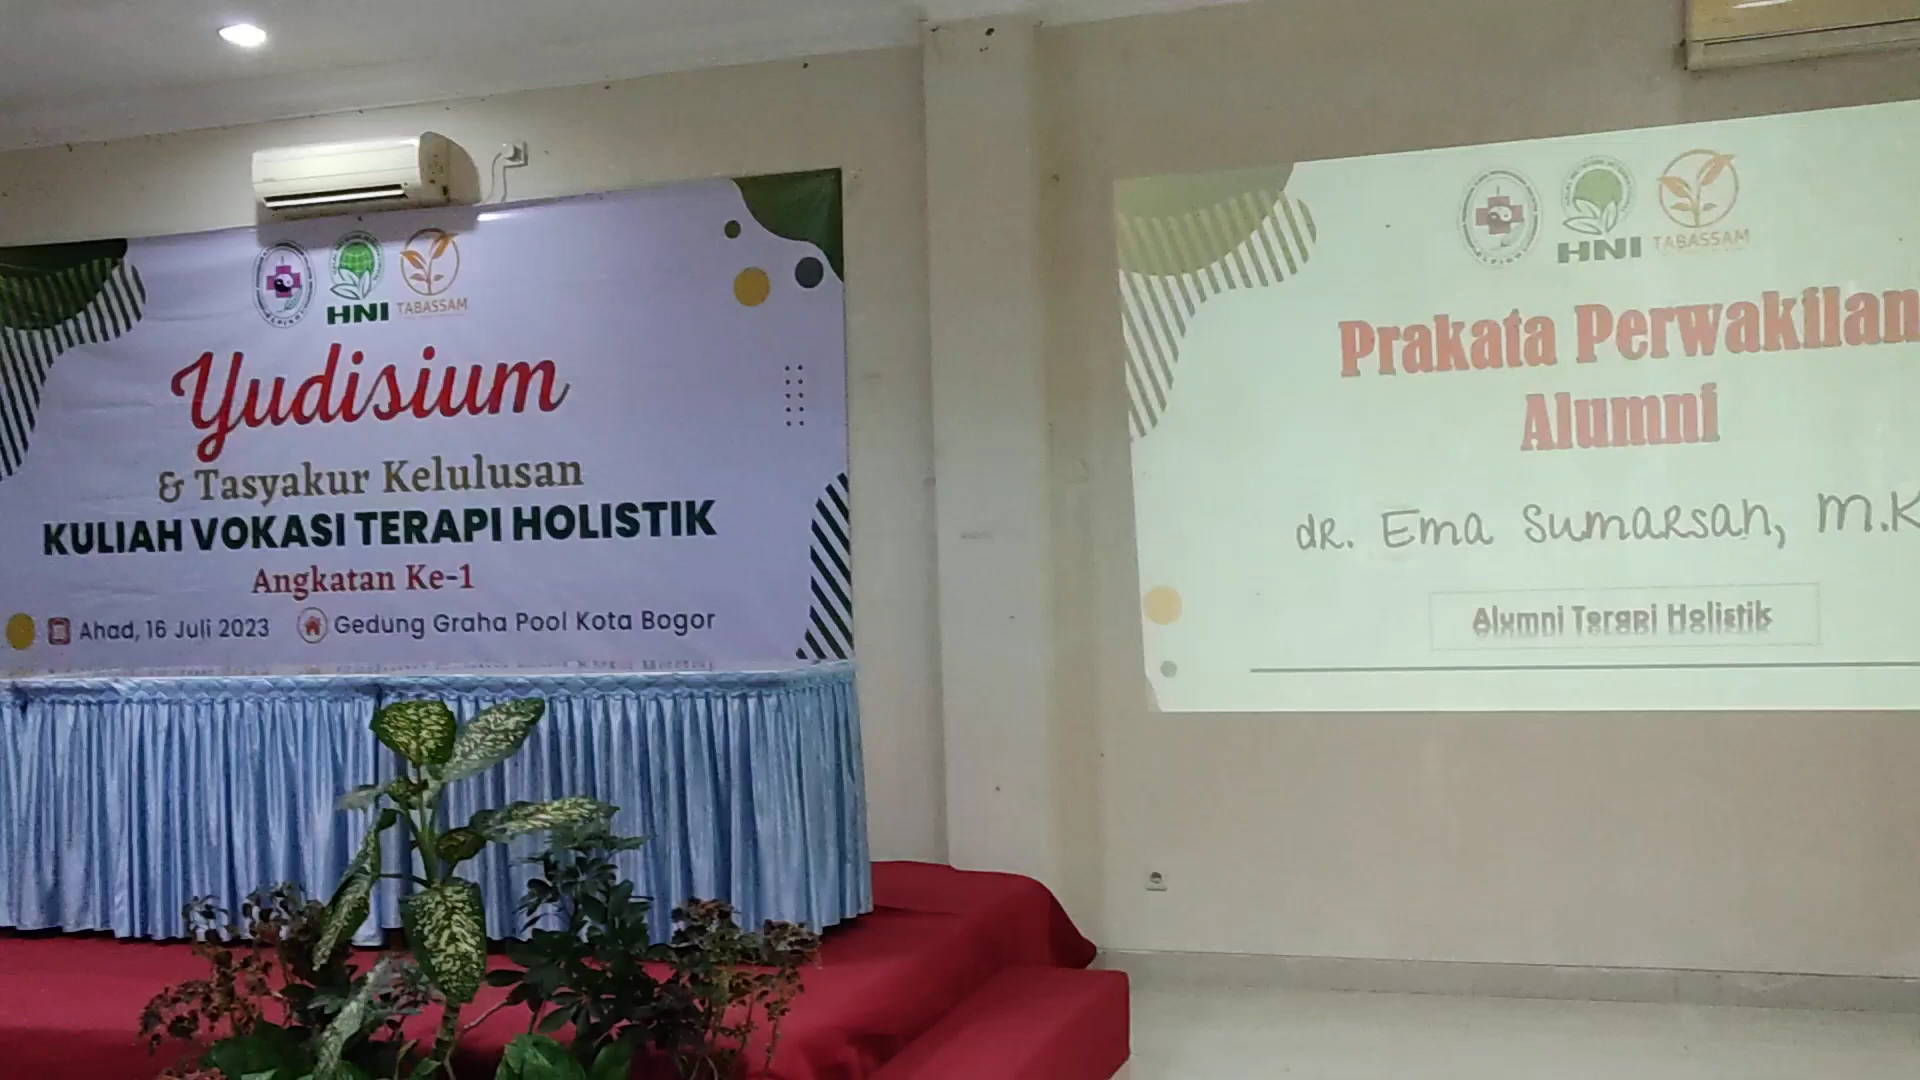 HNI
TABASSAM
Yudisium
& Tasyakur Kelulusan
KULIAH VOKASI TERAPI HOLISTIK
Angkatan Ke-1
Ahad, 16 Juli 2023
Gedung Graha Pool Kota Bogor
HNI
TABASSAM
Prakata Perwakilan
Alumni
dR. Ema Sumarsah, M.K
Alumni Terapi Holistik